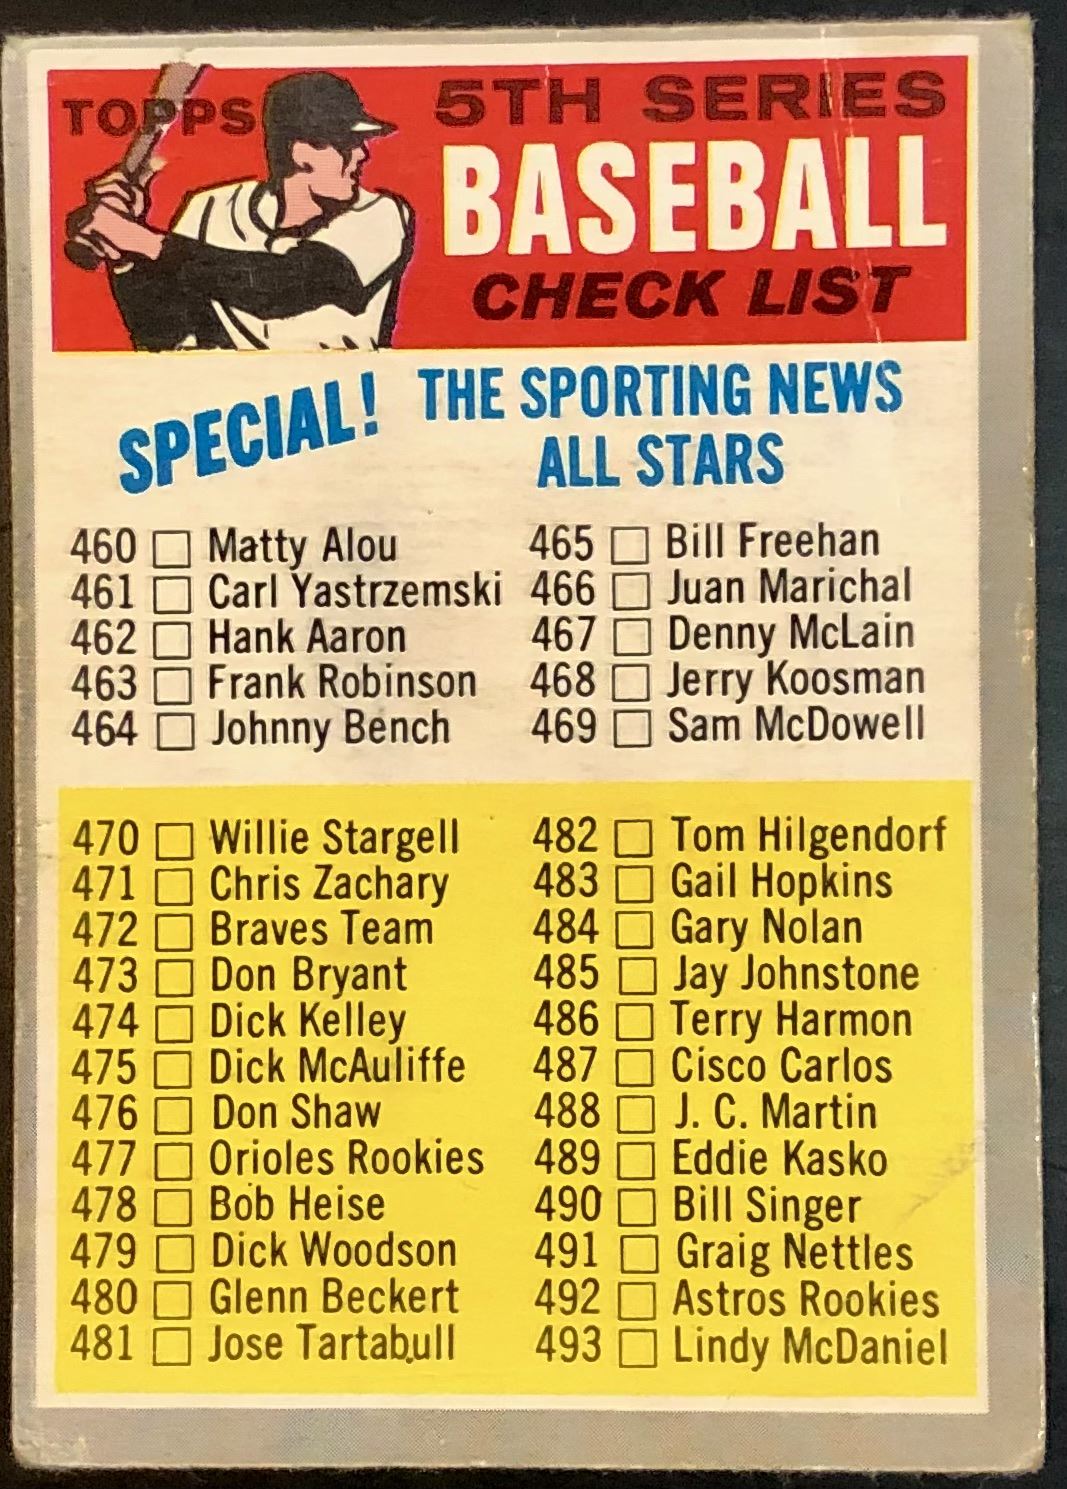 TOPPS
5TH SERIES
BASEBALL
CHECK LIST
SPECIAL! THE SPORTING NEWS
ALL STARS
460 Matty Alou
461 Carl Yastrzemski
462 Hank Aaron
463 Frank Robinson
464 Johnny Bench
465 Bill Freehan
466 Juan Marichal
467 Denny McLain
468 Jerry Koosman
469 Sam McDowell
470 Willie Stargell
471 Chris Zachary
472 Braves Team
473 Don Bryant
474 Dick Kelley
475 Dick McAuliffe
476 Don Shaw
477 Orioles Rookies
478 Bob Heise
479 Dick Woodson
480 Glenn Beckert
481 Jose Tartabull
482 Tom Hilgendorf
483 Gail Hopkins
484 Gary Nolan
485 Jay Johnstone
486 Terry Harmon
487 Cisco Carlos
488 J. C. Martin
489 Eddie Kasko
490 Bill Singer
491 Graig Nettles
492 Astros Rookies
493 Lindy McDaniel